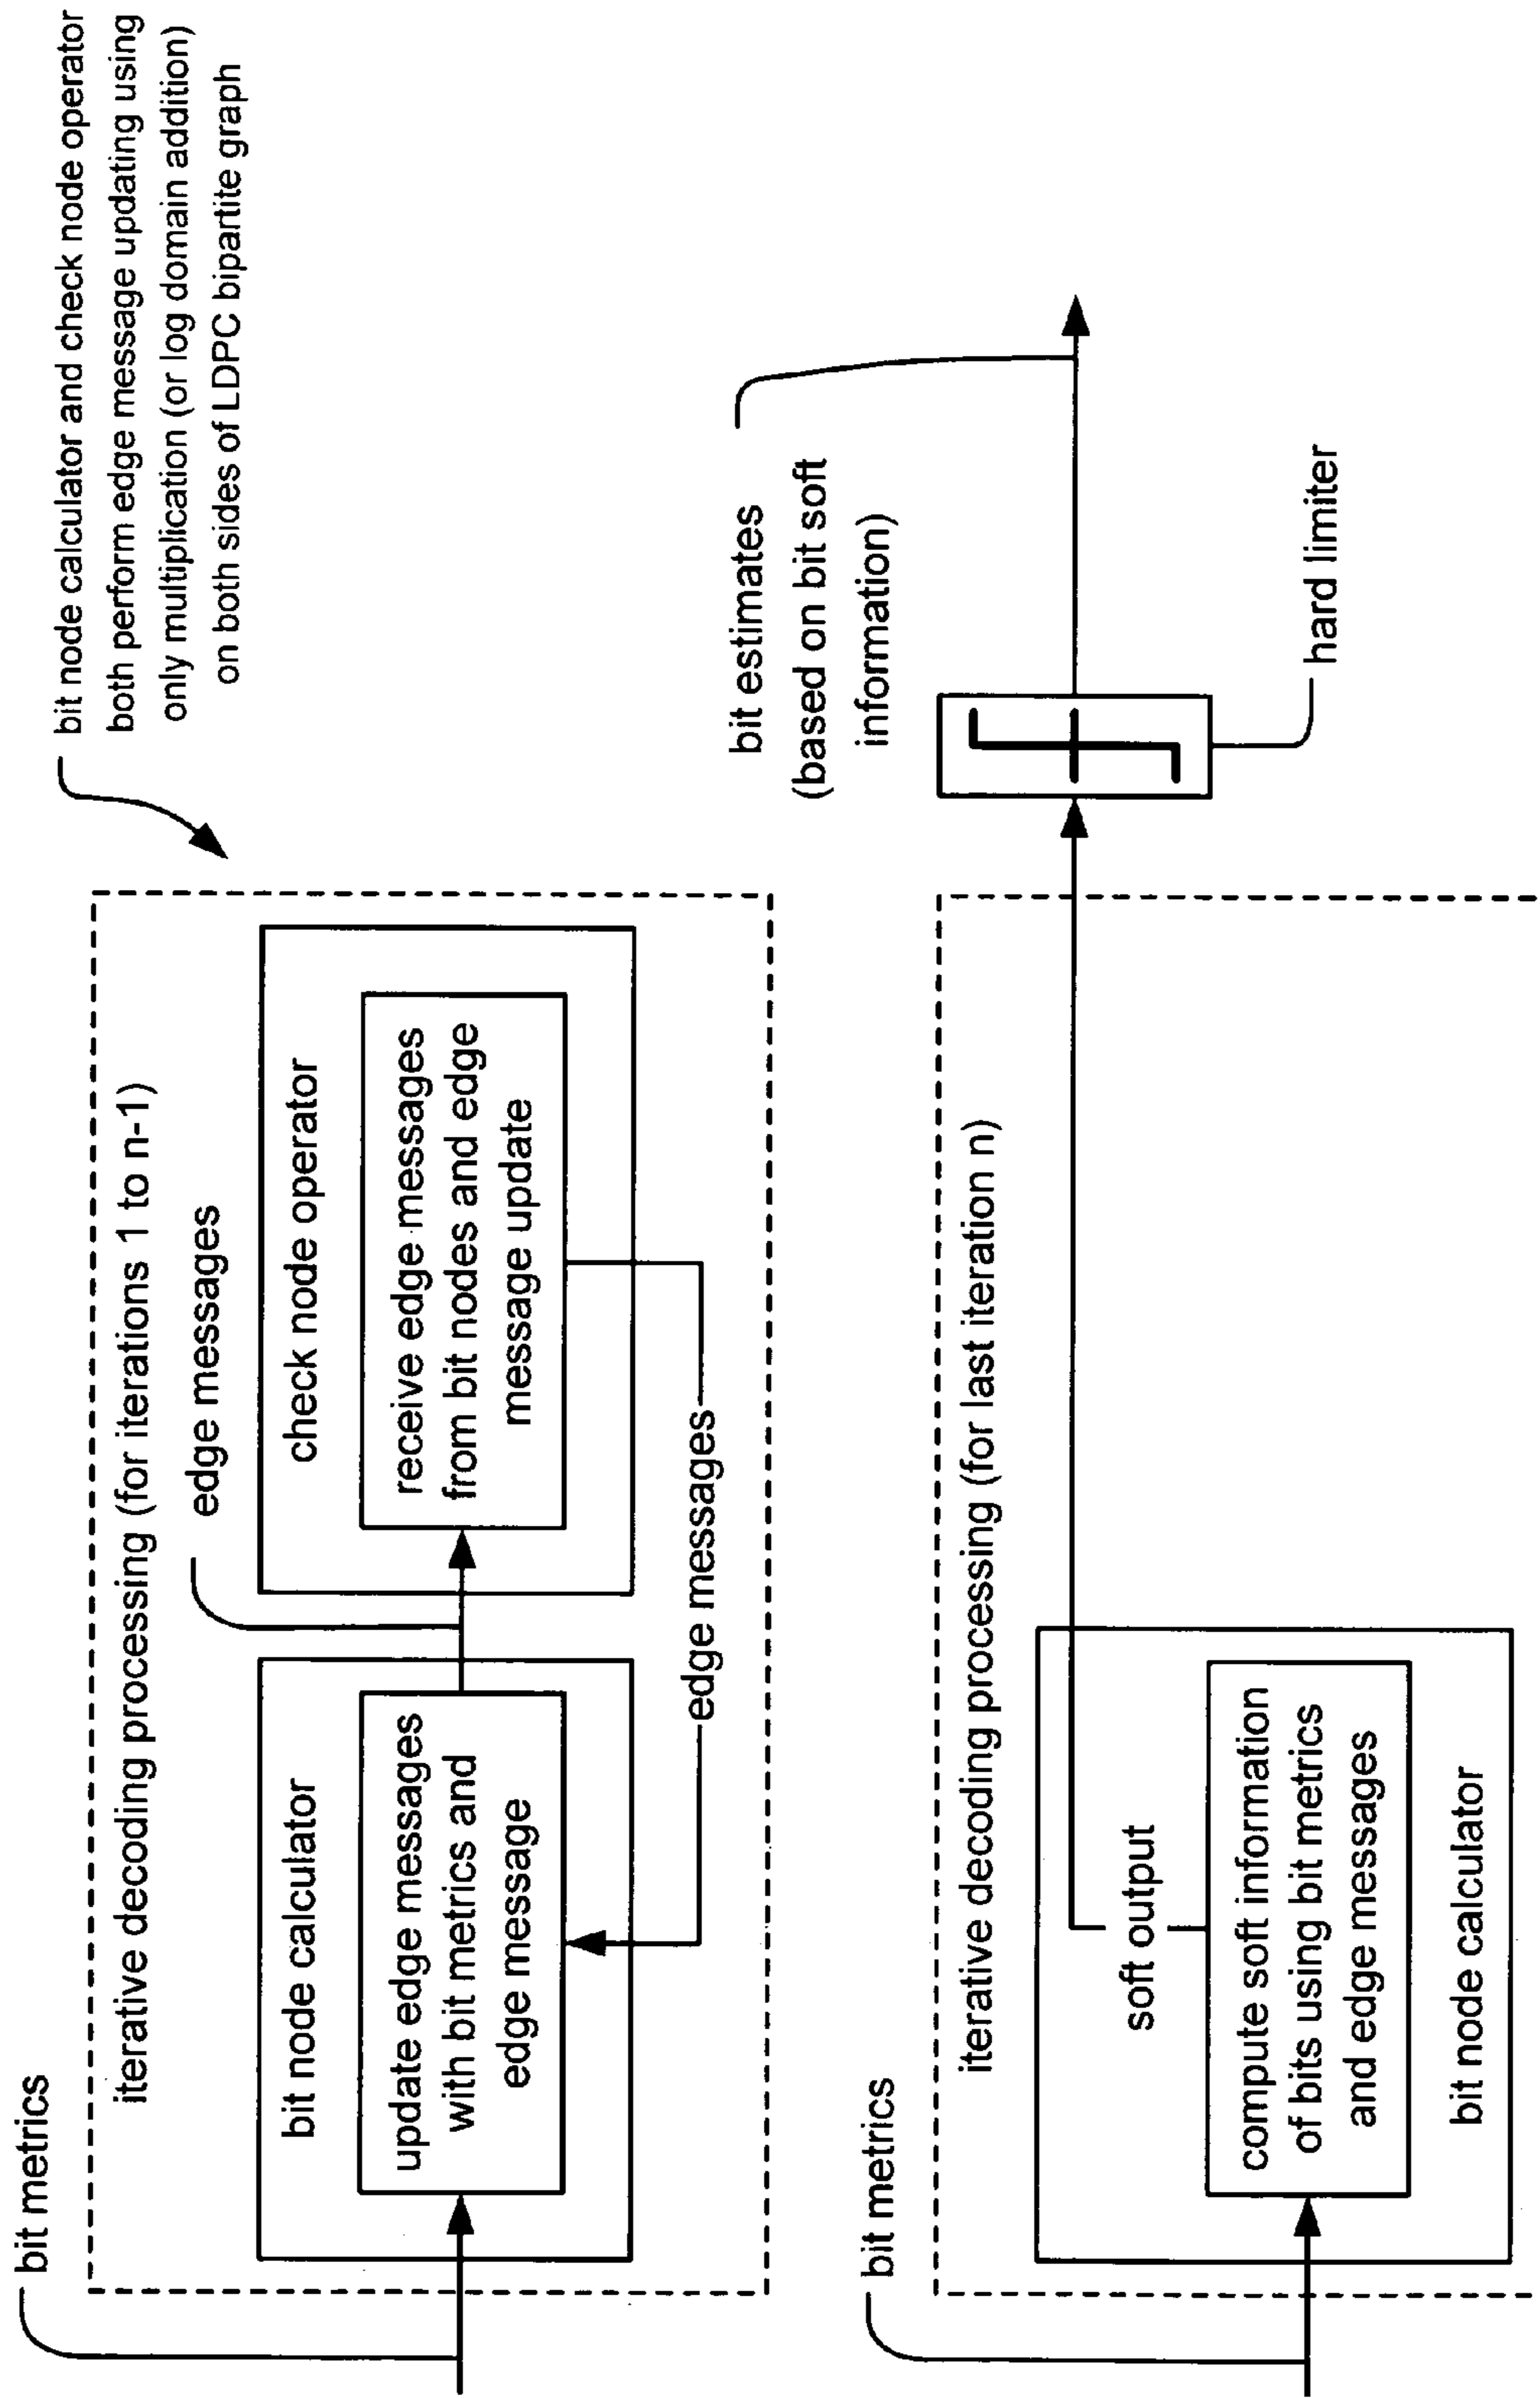 bit node calculator and check node operator
both perform edge message updating using
only multiplication (or log domain addition)
on both sides of LDPC bipartite graph
bit metrics
iterative decoding processing (for iterations 1 to n-1)
edge messages
bit node calculator
update edge messages
with bit metrics and
edge message
check node operator
receive edge messages
from bit nodes and edge
message update
edge messages
bit metrics
iterative decoding processing (for last iteration n)
soft output
compute soft information
of bits using bit metrics
and edge messages
bit node calculator
bit estimates
(based on bit soft
information)
hard limiter